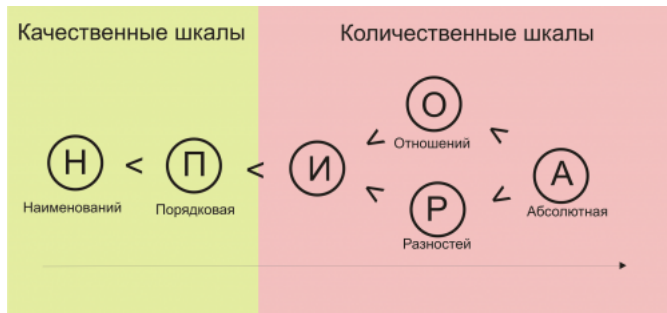 Качественные шкалы
Количественные шкалы
Н < П < И < О < А
< Р <
Наименований
Порядковая
Отношений
Разностей
Абсолютная